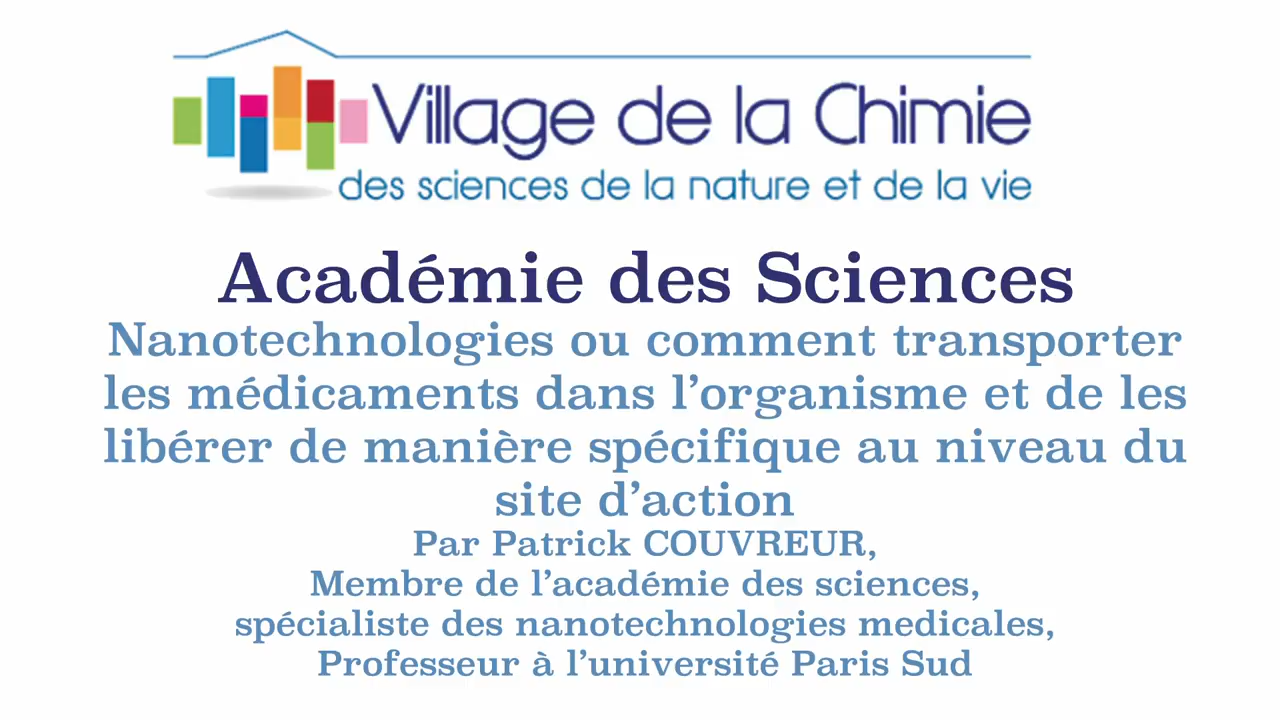 Village de la Chimie
des sciences de la nature et de la vie
Académie des Sciences
Nanotechnologies ou comment transporter
les médicaments dans l’organisme et de les
libérer de manière spécifique au niveau du
site d’action
Par Patrick COUVREUR,
Membre de l’académie des sciences,
spécialiste des nanotechnologies medicales,
Professeur à l’université Paris Sud